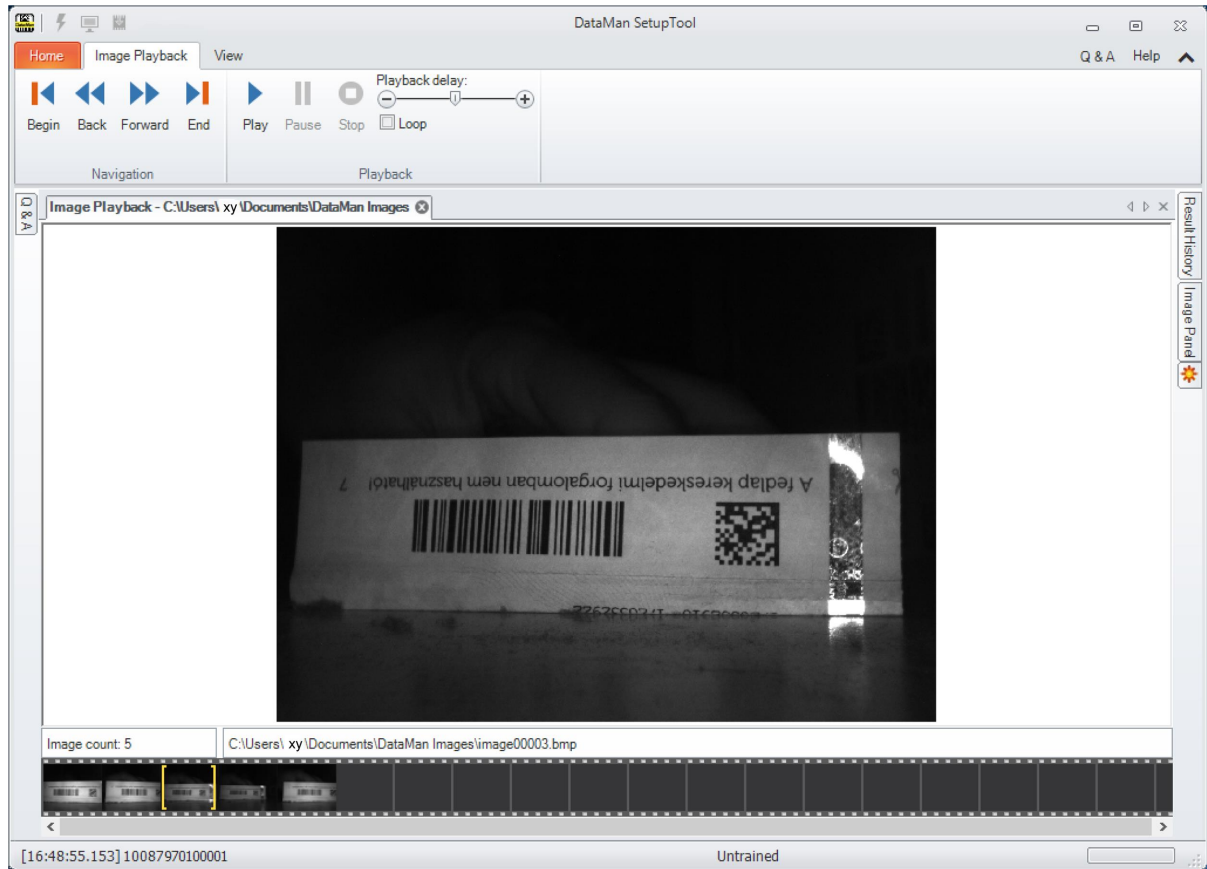 DataMan SetupTool
Home Image Playback View Q & A Help
Begin Back Forward End Play Pause Stop
Playback delay:
Loop
Navigation Playback
Q & A
Image Playback - C:\Users\ xy \Documents\DataMan Images
Result History
Image Panel
A fedlap kereskedelmi forgalomban nem használható! 7
Image count: 5 C:\Users\ xy \Documents\DataMan Images\image00003.bmp
[16:48:55.153] 10087970100001 Untrained